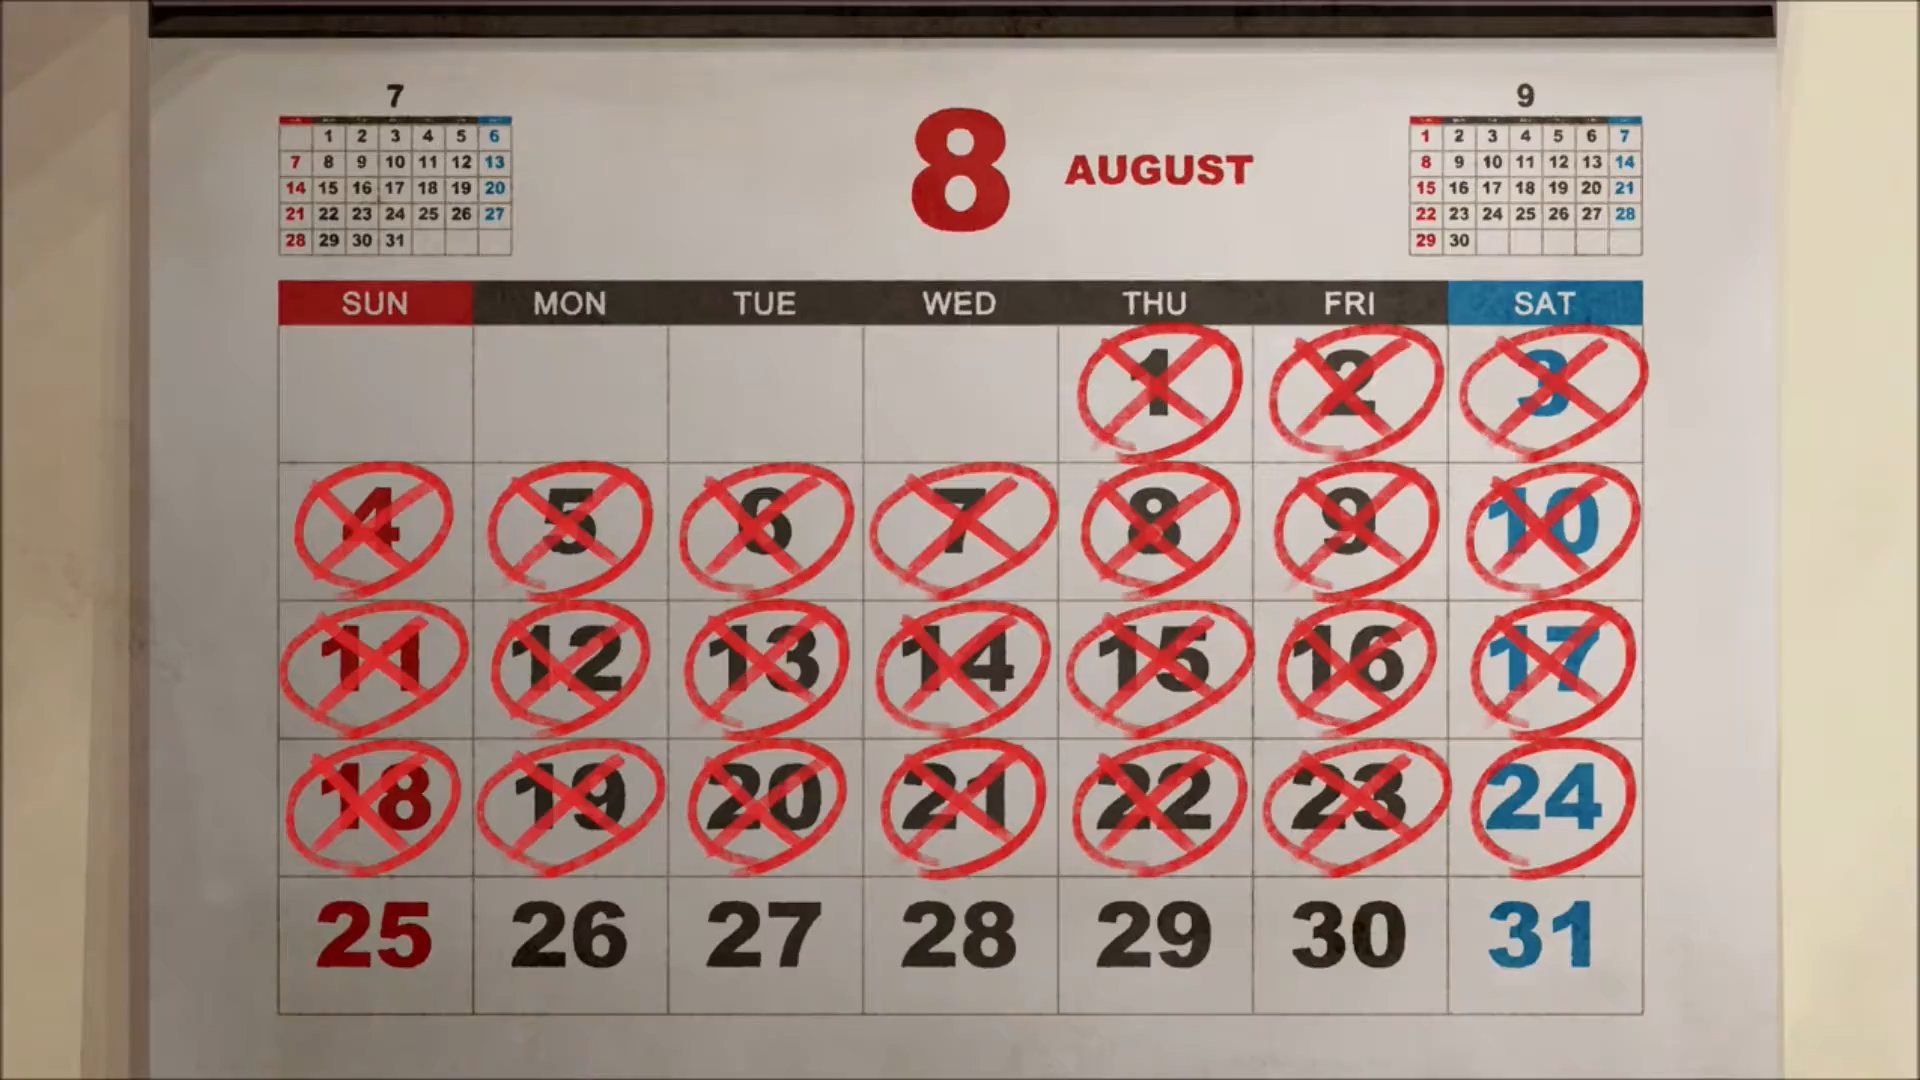 7
1 2 3 4 5 6
7 8 9 10 11 12 13
14 15 16 17 18 19 20
21 22 23 24 25 26 27
28 29 30 31
8 AUGUST
9
1 2 3 4 5 6 7
8 9 10 11 12 13 14
15 16 17 18 19 20 21
22 23 24 25 26 27 28
29 30
SUN MON TUE WED THU FRI SAT
1 2 3
4 5 6 7 8 9 10
11 12 13 14 15 16 17
18 19 20 21 22 23 24
25 26 27 28 29 30 31